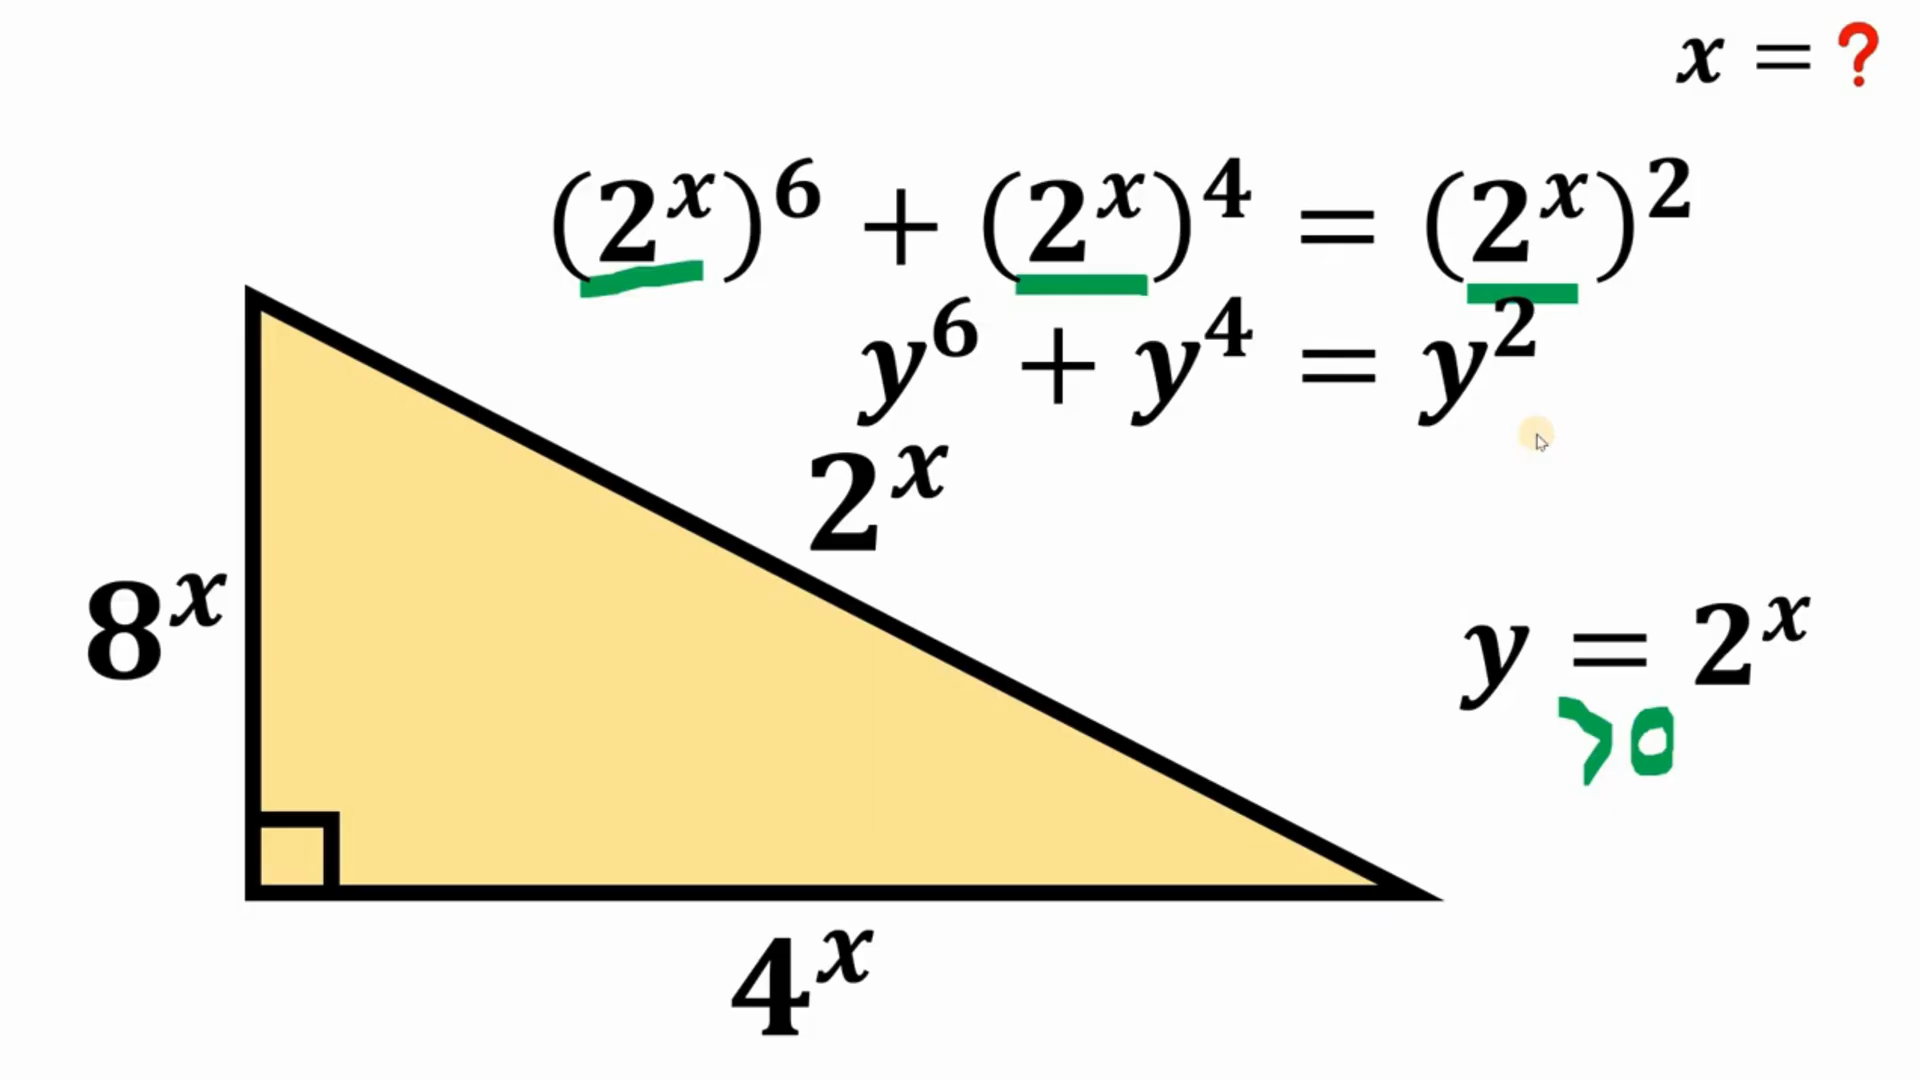 x = ?
(2^x)^6 + (2^x)^4 = (2^x)^2
y^6 + y^4 = y^2
2^x
8^x
y = 2^x
>0
4^x